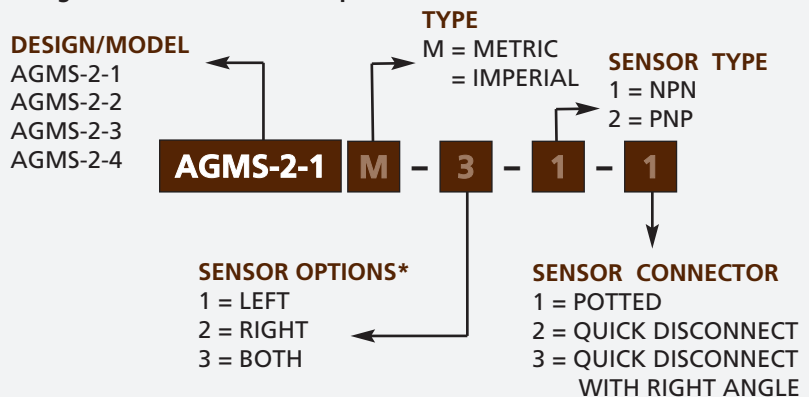 DESIGN/MODEL
AGMS-2-1
AGMS-2-2
AGMS-2-3
AGMS-2-4
TYPE
M = METRIC
= IMPERIAL
SENSOR TYPE
1 = NPN
2 = PNP
AGMS-2-1 M - 3 - 1 - 1
SENSOR OPTIONS*
1 = LEFT
2 = RIGHT
3 = BOTH
SENSOR CONNECTOR
1 = POTTED
2 = QUICK DISCONNECT
3 = QUICK DISCONNECT
WITH RIGHT ANGLE